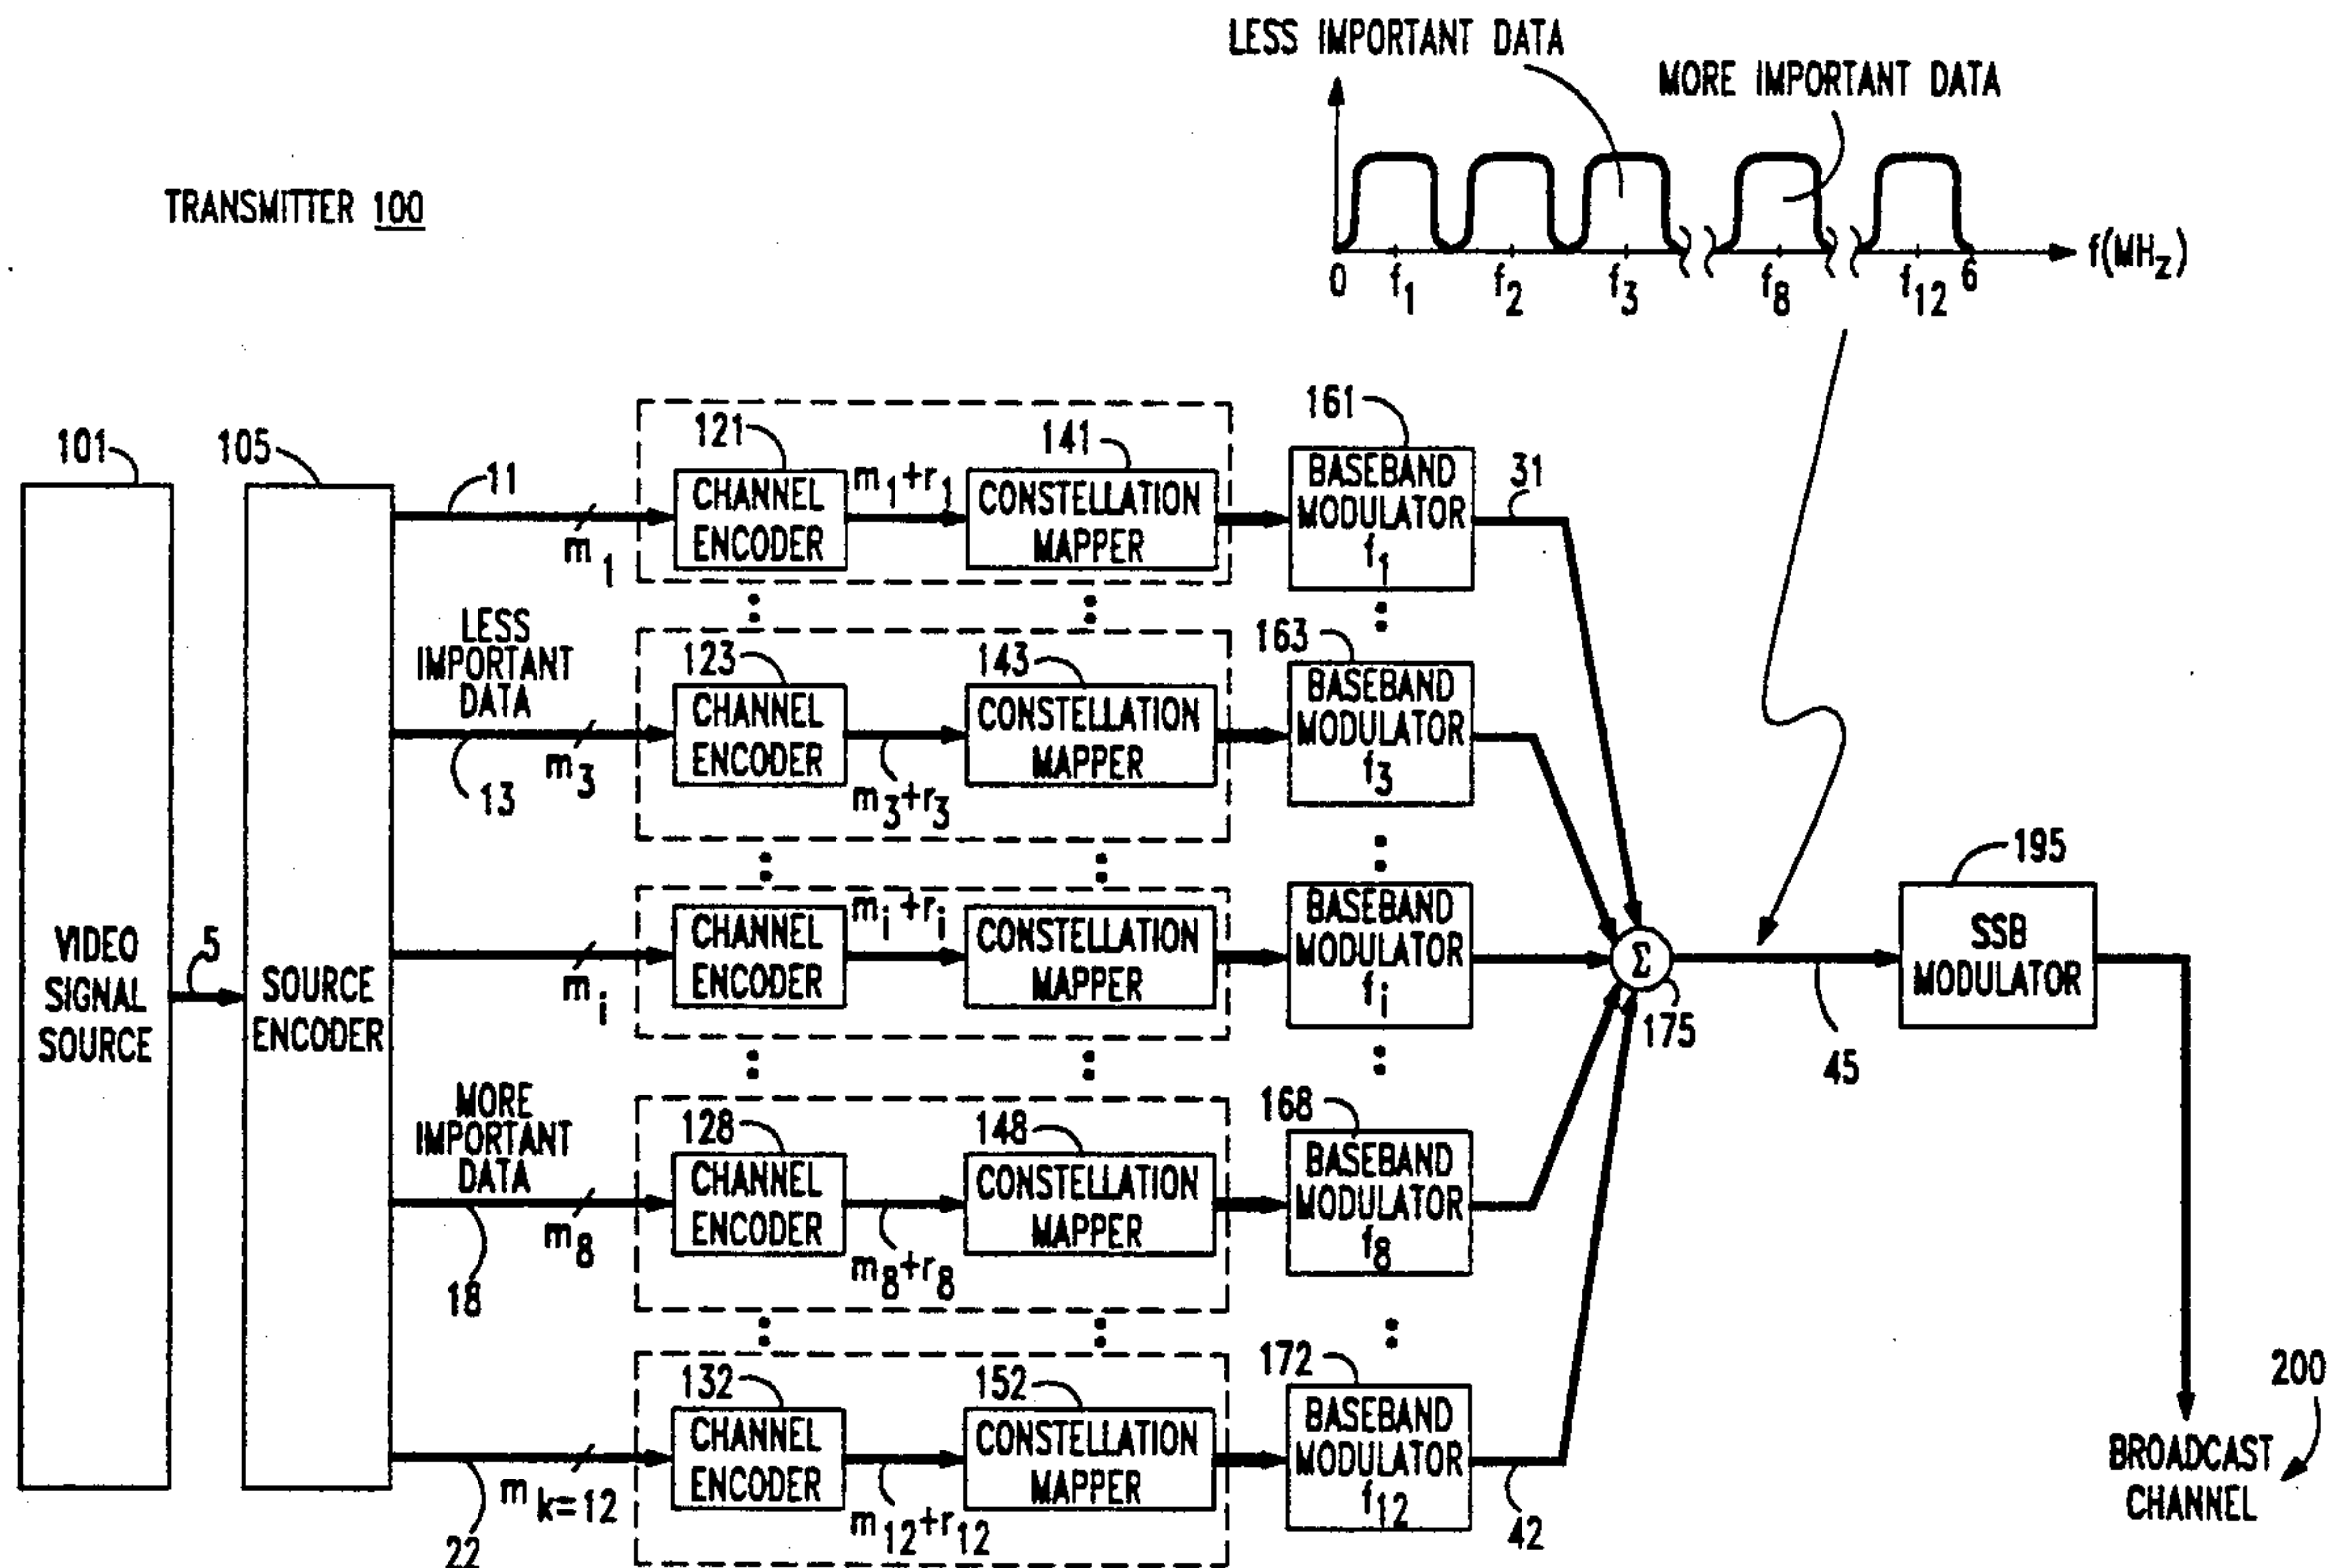 LESS IMPORTANT DATA
MORE IMPORTANT DATA
TRANSMITTER 100
0 f1 f2 f3 f8 f12 6 f(MHz)
101
105
11
m1
121
CHANNEL
ENCODER
m1+r1
141
CONSTELLATION
MAPPER
161
BASEBAND
MODULATOR
f1
31
LESS
IMPORTANT
DATA
13
m3
123
CHANNEL
ENCODER
m3+r3
143
CONSTELLATION
MAPPER
163
BASEBAND
MODULATOR
f3
VIDEO
SIGNAL
SOURCE
5
SOURCE
ENCODER
mi
CHANNEL
ENCODER
mi+ri
CONSTELLATION
MAPPER
BASEBAND
MODULATOR
fi
Σ
175
45
195
SSB
MODULATOR
MORE
IMPORTANT
DATA
18
m8
128
CHANNEL
ENCODER
m8+r8
148
CONSTELLATION
MAPPER
168
BASEBAND
MODULATOR
f8
22
mk=12
132
CHANNEL
ENCODER
m12+r12
152
CONSTELLATION
MAPPER
172
BASEBAND
MODULATOR
f12
42
BROADCAST
CHANNEL
200